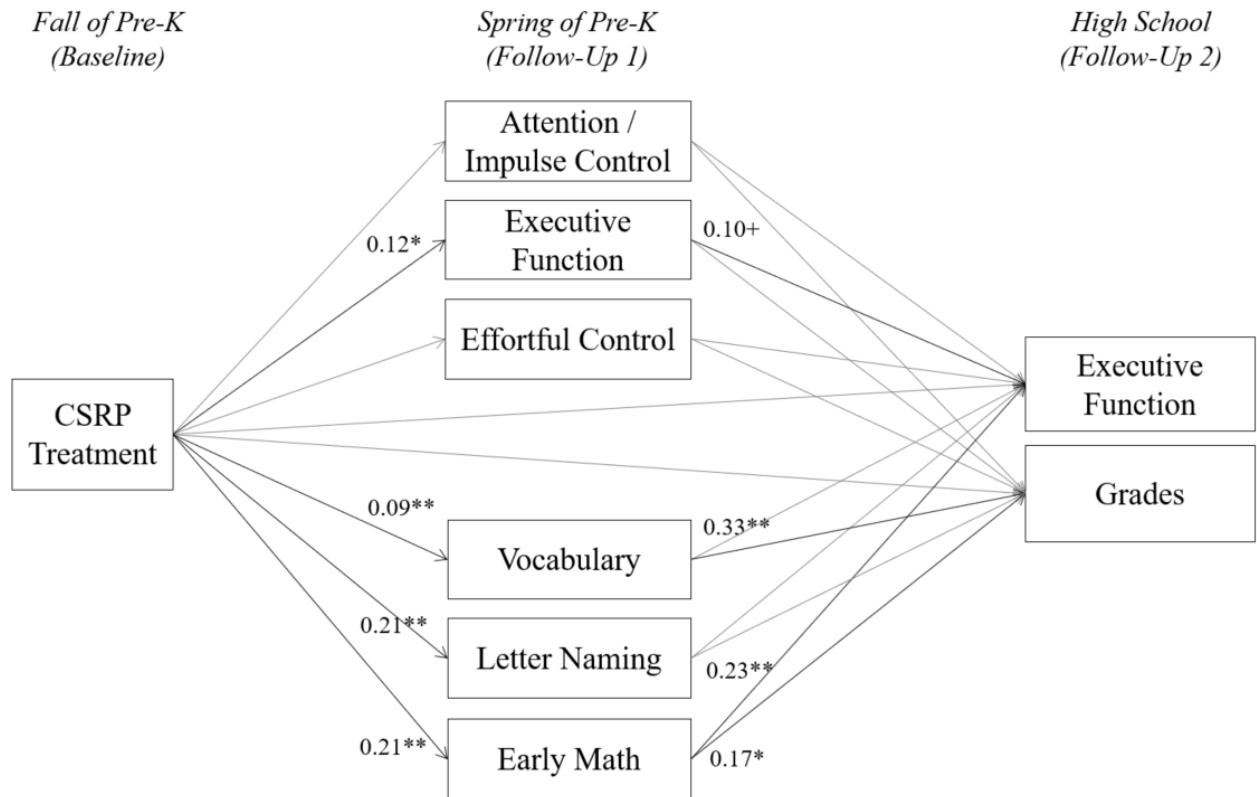 Fall of Pre-K
(Baseline)
Spring of Pre-K
(Follow-Up 1)
High School
(Follow-Up 2)
Attention /
Impulse Control
0.12*
Executive
Function
0.10+
Effortful Control
CSRP
Treatment
Executive
Function
Grades
0.09**
Vocabulary
0.33**
0.21**
Letter Naming
0.23**
0.21**
Early Math
0.17*